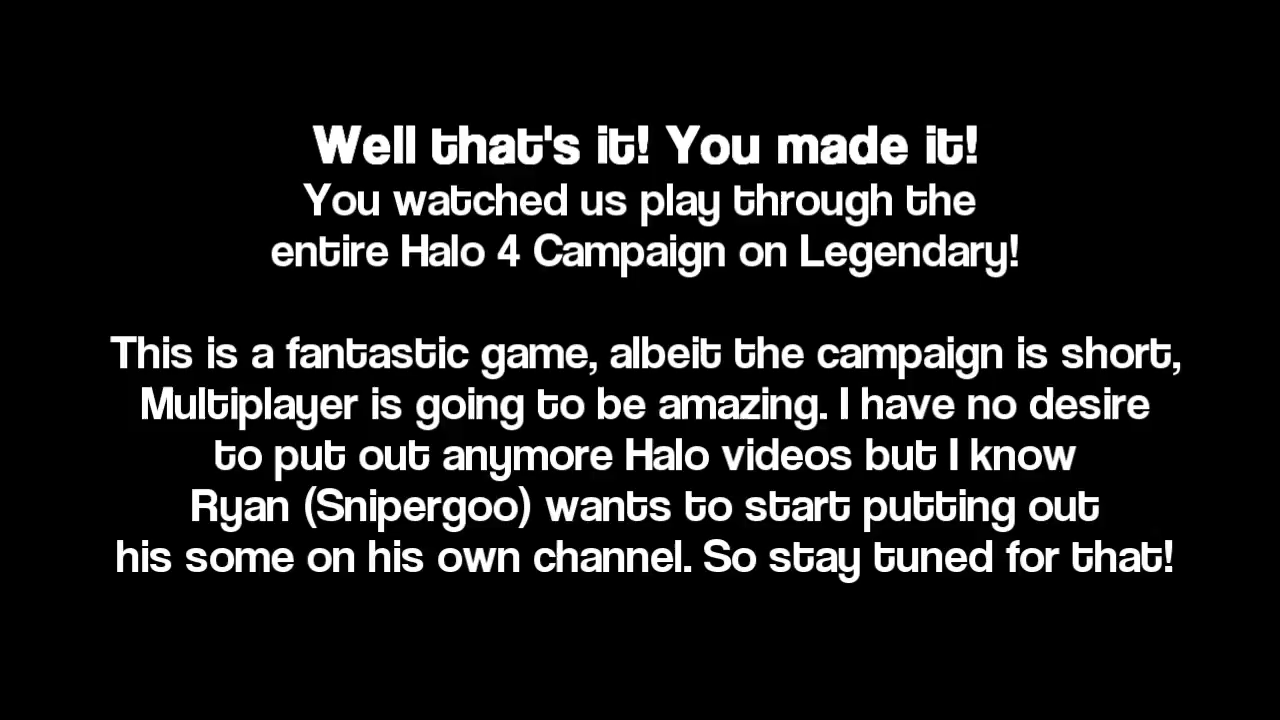 Well that's it! You made it!
You watched us play through the
entire Halo 4 Campaign on Legendary!
This is a fantastic game, albeit the campaign is short,
Multiplayer is going to be amazing. I have no desire
to put out anymore Halo videos but I know
Ryan (Snipergoo) wants to start putting out
his some on his own channel. So stay tuned for that!